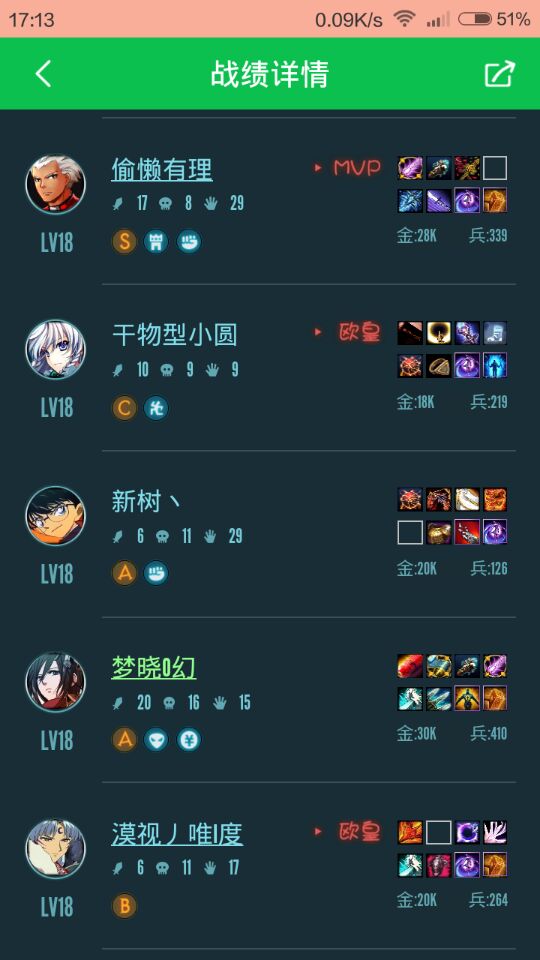 17:13 0.09K/s 51%
战绩详情
偷懒有理 MVP
17 8 29
LV18 S 金:28K 兵:339
干物型小圆 欧皇
10 9 9
LV18 C 金:18K 兵:219
新树丶
6 11 29
LV18 A 金:20K 兵:126
梦晓0幻
20 16 15
LV18 A ¥ 金:30K 兵:410
漠视丿唯I度 欧皇
6 11 17
LV18 B 金:20K 兵:264